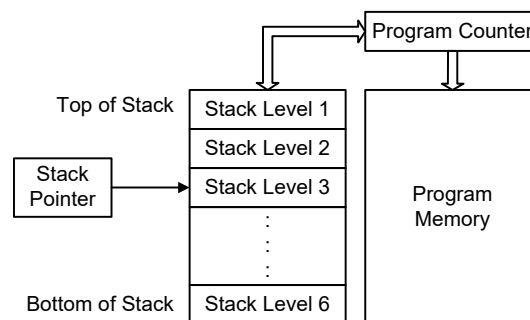 Program Counter
Top of Stack
Stack Level 1
Stack Level 2
Stack
Pointer
Stack Level 3
:
:
:
Program
Memory
Bottom of Stack
Stack Level 6